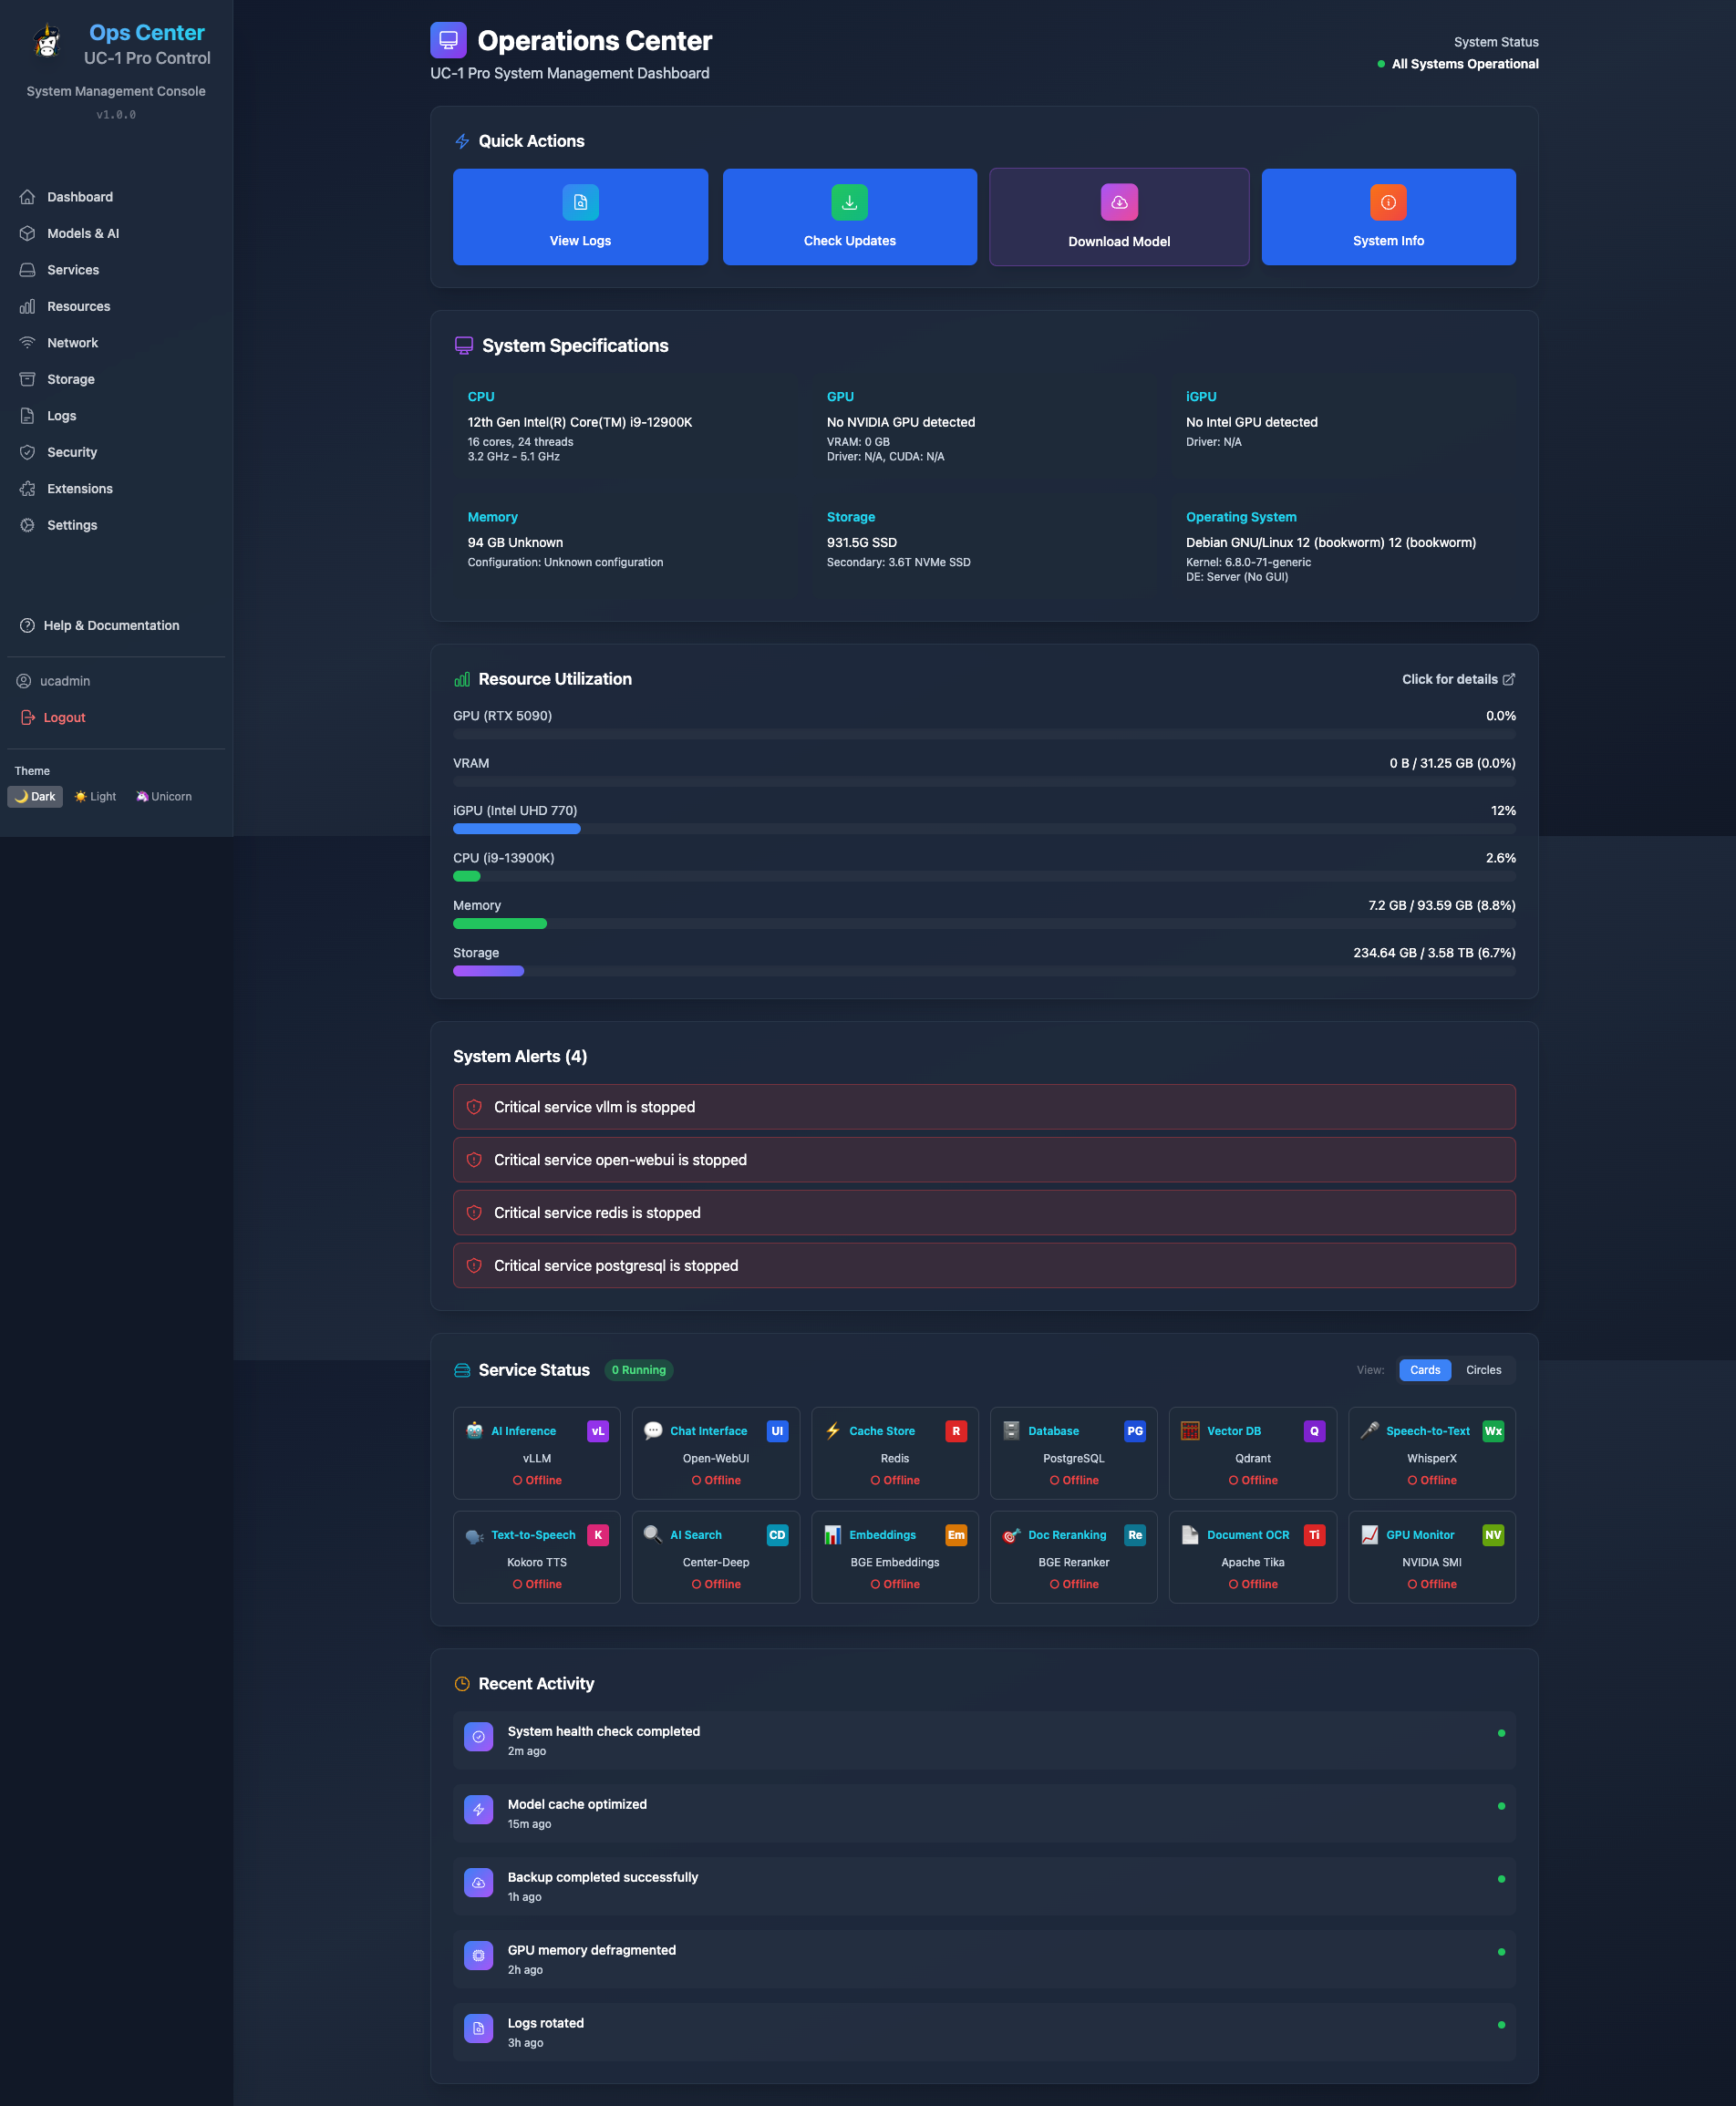 Ops Center
UC-1 Pro Control
System Management Console
v1.0.0
Dashboard
Models & AI
Services
Resources
Network
Storage
Logs
Security
Extensions
Settings
Help & Documentation
ucadmin
Logout
Theme
🌙 Dark ☀️ Light 🦄 Unicorn
Operations Center
UC-1 Pro System Management Dashboard
System Status
All Systems Operational
Quick Actions
View Logs
Check Updates
Download Model
System Info
System Specifications
CPU
12th Gen Intel(R) Core(TM) i9-12900K
16 cores, 24 threads
3.2 GHz - 5.1 GHz
GPU
No NVIDIA GPU detected
VRAM: 0 GB
Driver: N/A, CUDA: N/A
iGPU
No Intel GPU detected
Driver: N/A
Memory
94 GB Unknown
Configuration: Unknown configuration
Storage
931.5G SSD
Secondary: 3.6T NVMe SSD
Operating System
Debian GNU/Linux 12 (bookworm) 12 (bookworm)
Kernel: 6.8.0-71-generic
DE: Server (No GUI)
Resource Utilization
Click for details
GPU (RTX 5090) 0.0%
VRAM 0 B / 31.25 GB (0.0%)
iGPU (Intel UHD 770) 12%
CPU (i9-13900K) 2.6%
Memory 7.2 GB / 93.59 GB (8.8%)
Storage 234.64 GB / 3.58 TB (6.7%)
System Alerts (4)
Critical service vllm is stopped
Critical service open-webui is stopped
Critical service redis is stopped
Critical service postgresql is stopped
Service Status 0 Running
View: Cards Circles
AI Inference vL
vLLM
Offline
Chat Interface UI
Open-WebUI
Offline
Cache Store R
Redis
Offline
Database PG
PostgreSQL
Offline
Vector DB Q
Qdrant
Offline
Speech-to-Text Wx
WhisperX
Offline
Text-to-Speech K
Kokoro TTS
Offline
AI Search CD
Center-Deep
Offline
Embeddings Em
BGE Embeddings
Offline
Doc Reranking Re
BGE Reranker
Offline
Document OCR Ti
Apache Tika
Offline
GPU Monitor NV
NVIDIA SMI
Offline
Recent Activity
System health check completed
2m ago
Model cache optimized
15m ago
Backup completed successfully
1h ago
GPU memory defragmented
2h ago
Logs rotated
3h ago